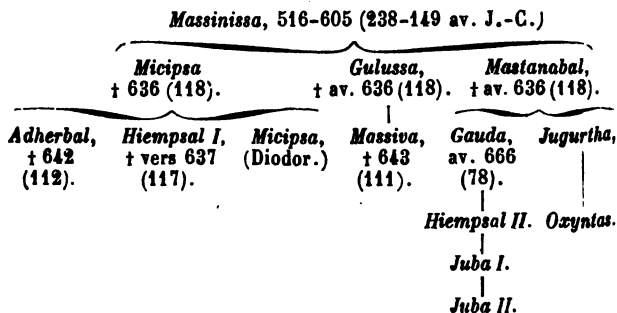 Massinissa, 516-605 (238-149 av. J.-C.)
Micipsa Gulussa, Mastanabal,
† 636 (118). † av. 636 (118). † av. 636 (118).
Adherbal, Hiempsal I, Micipsa, Massiva, Gauda, Jugurtha,
† 642 † vers 637 (Diodor.) † 643 av. 666
(112). (117). (111). (78).
Hiempsal II. Oxyntas.
Juba I.
Juba II.